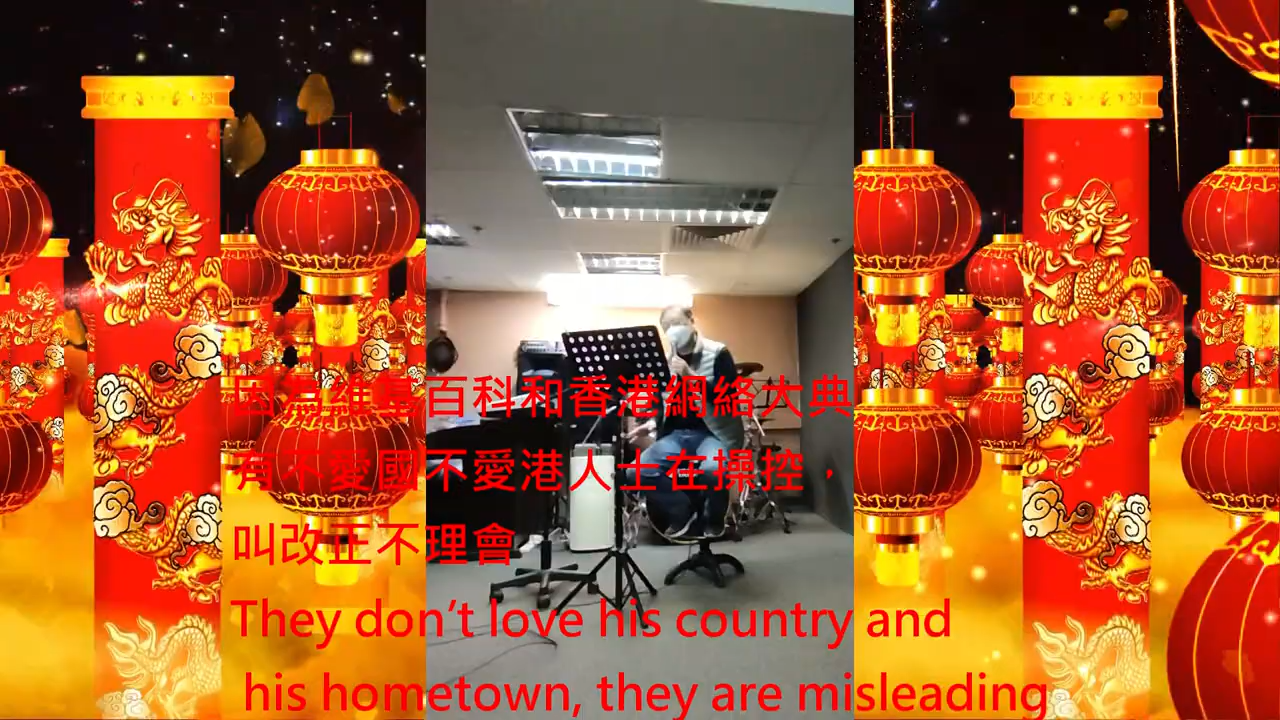 因為維基百科和香港網絡大典
有不愛國不愛港人士在操控，
叫改正不理會
They don’t love his country and
his hometown, they are misleading